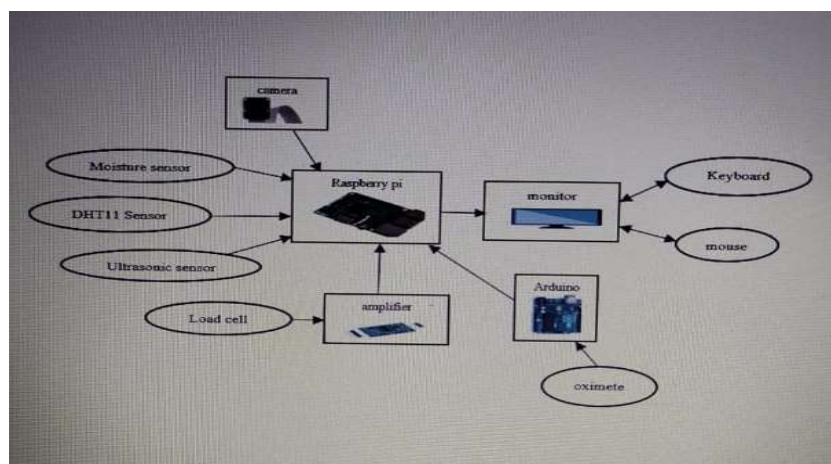 camera
Moisture sensor
Raspberry pi
Keyboard
monitor
DHT11 Sensor
mouse
Ultrasonic sensor
Arduino
amplifier
Load cell
oximete